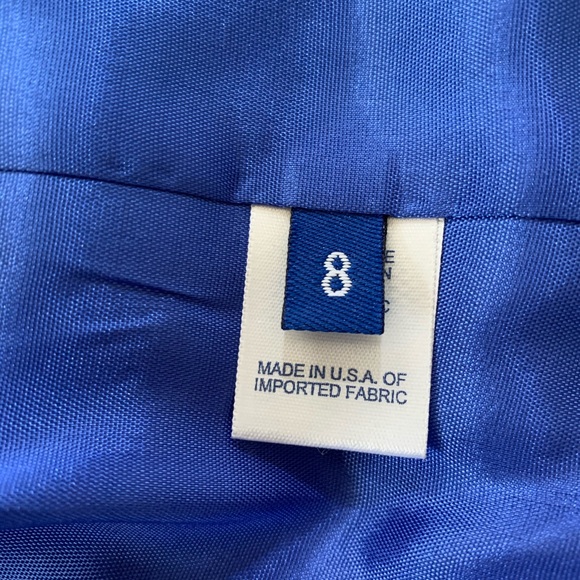 8
MADE IN U.S.A. OF
IMPORTED FABRIC